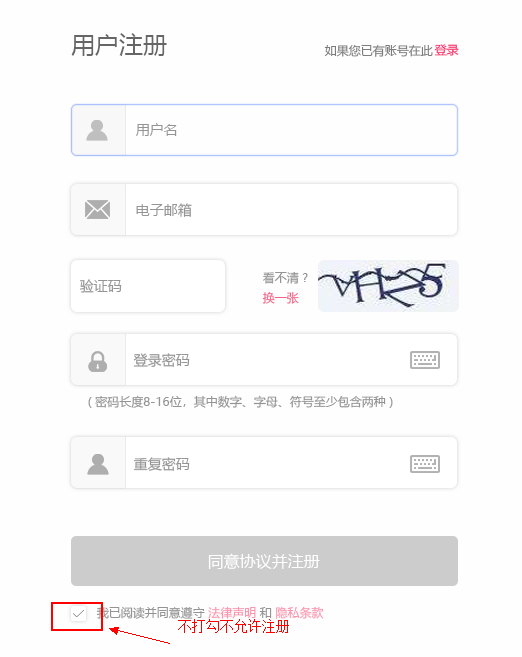 用户注册
如果您已有账号在此 登录
用户名
电子邮箱
验证码
看不清？
换一张
VHZ5
登录密码
（密码长度8-16位，其中数字、字母、符号至少包含两种）
重复密码
同意协议并注册
我已阅读并同意遵守 法律声明 和 隐私条款
不打勾不允许注册